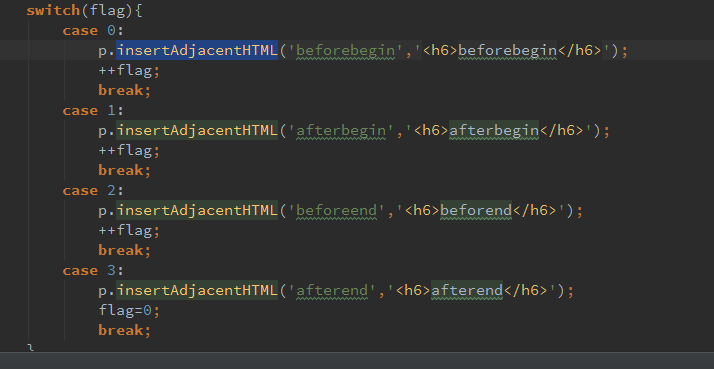 switch(flag){
case 0:
p.insertAdjacentHTML('beforebegin','<h6>beforebegin</h6>');
++flag;
break;
case 1:
p.insertAdjacentHTML('afterbegin','<h6>afterbegin</h6>');
++flag;
break;
case 2:
p.insertAdjacentHTML('beforeend','<h6>beforend</h6>');
++flag;
break;
case 3:
p.insertAdjacentHTML('afterend','<h6>afterend</h6>');
flag=0;
break;
}